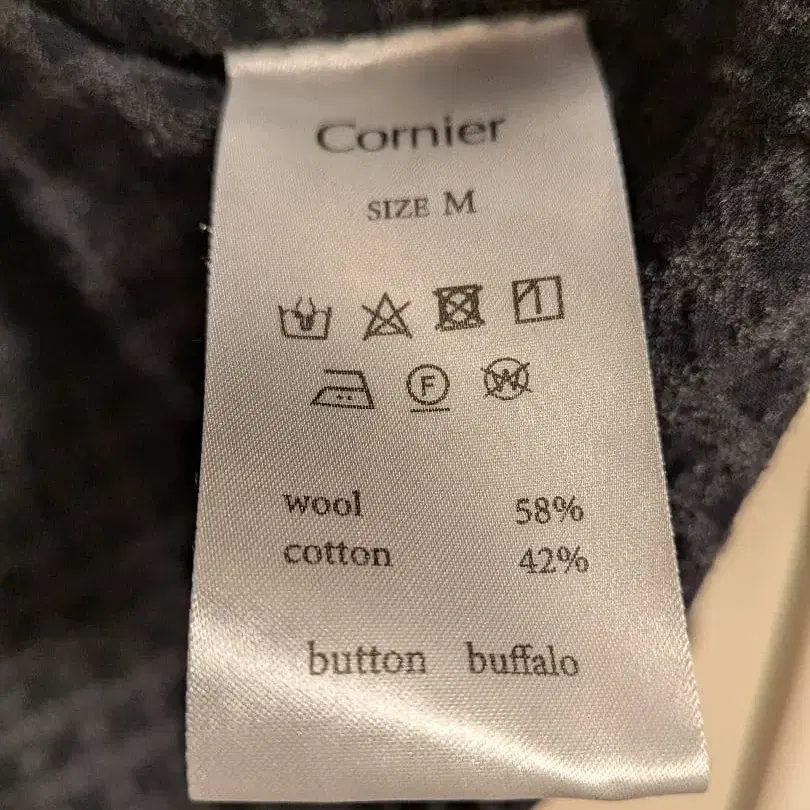 Cornier
SIZE M
F W
wool 58%
cotton 42%
button buffalo